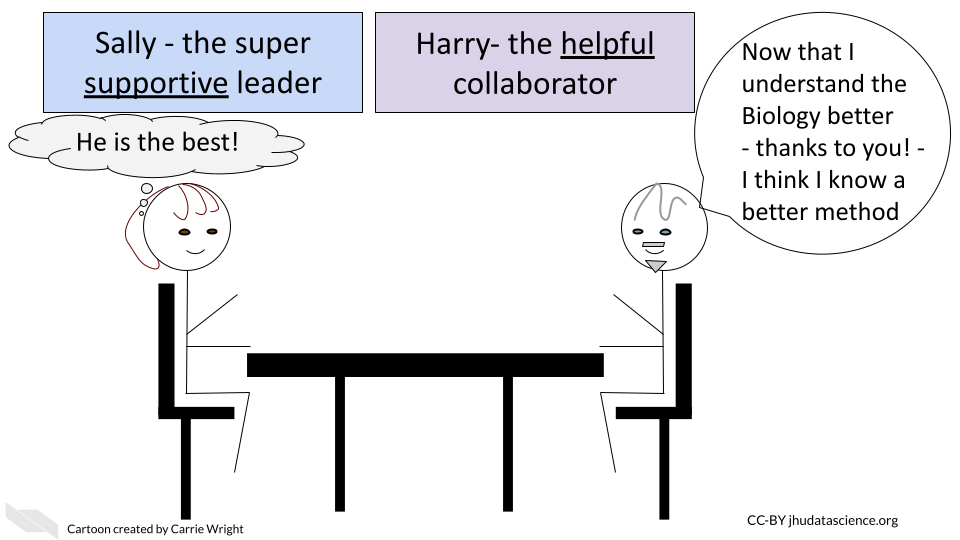 Sally - the super
supportive leader
Harry- the helpful
collaborator
He is the best!
Now that I
understand the
Biology better
- thanks to you! -
I think I know a
better method
Cartoon created by Carrie Wright
CC-BY jhudatascience.org